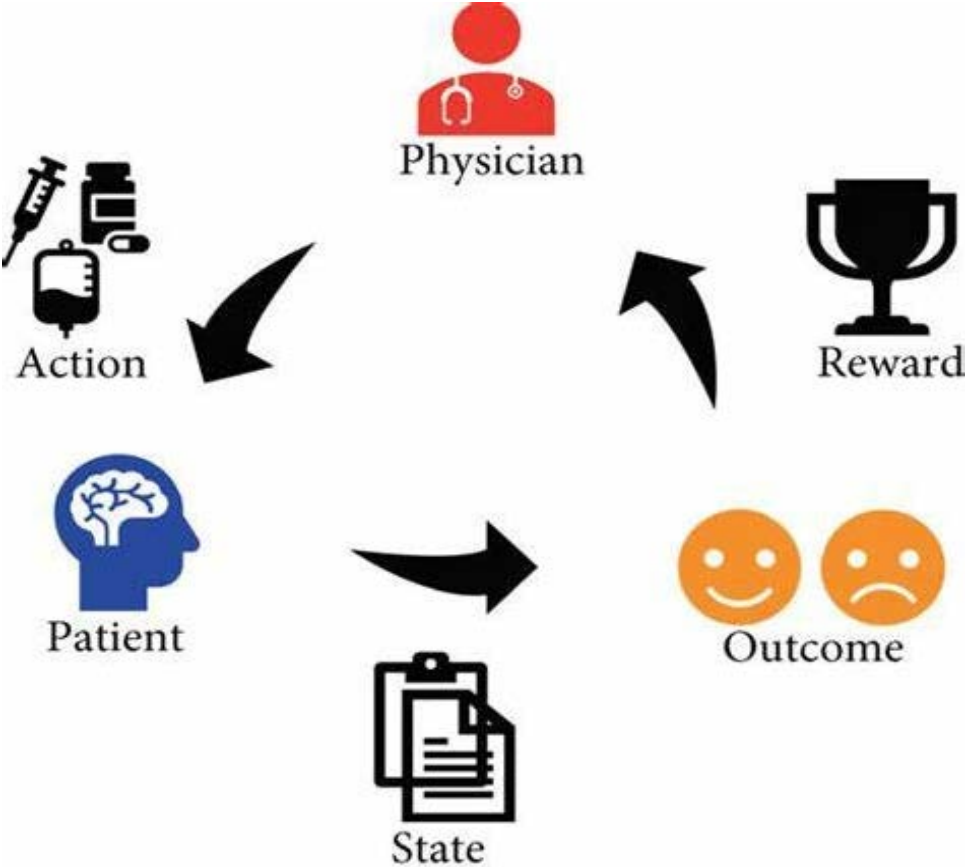 Physician
Action
Reward
Patient
Outcome
State